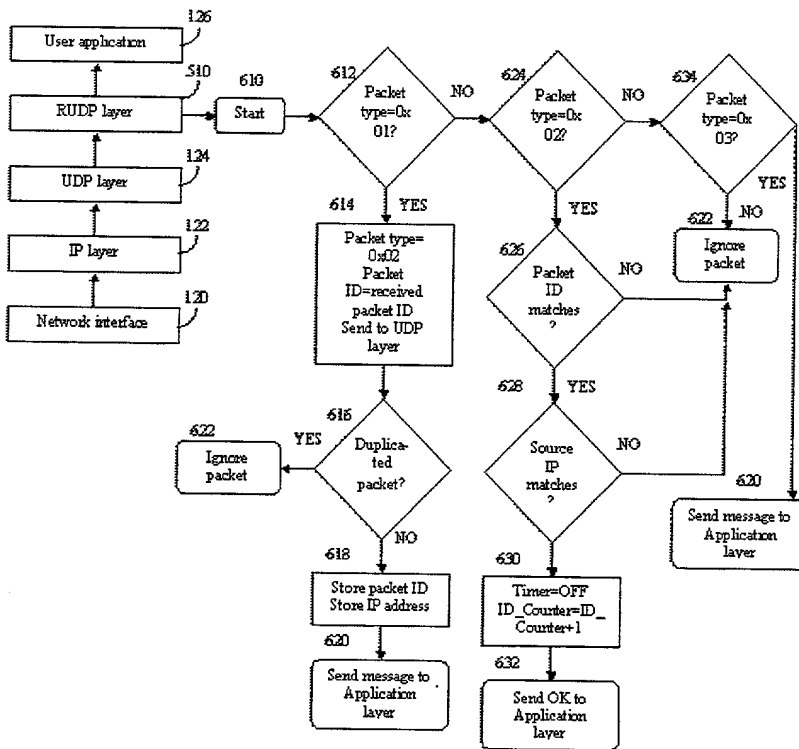 126
User application
510
RUDP layer
124
UDP layer
122
IP layer
120
Network interface
610
Start
612
Packet
type=0x
01?
NO
YES
614
Packet type=
0x02
Packet
ID=received
packet ID
Send to UDP
layer
616
Duplica-
ted
packet?
YES
622
Ignore
packet
NO
618
Store packet ID
Store IP address
620
Send message to
Application
layer
624
Packet
type=0x
02?
NO
YES
626
Packet
ID
matches
?
NO
YES
628
Source
IP
matches
?
NO
630
Timer=OFF
ID_Counter=ID_
Counter+1
632
Send OK to
Application
layer
634
Packet
type=0x
03?
YES
NO
622
Ignore
packet
620
Send message to
Application
layer